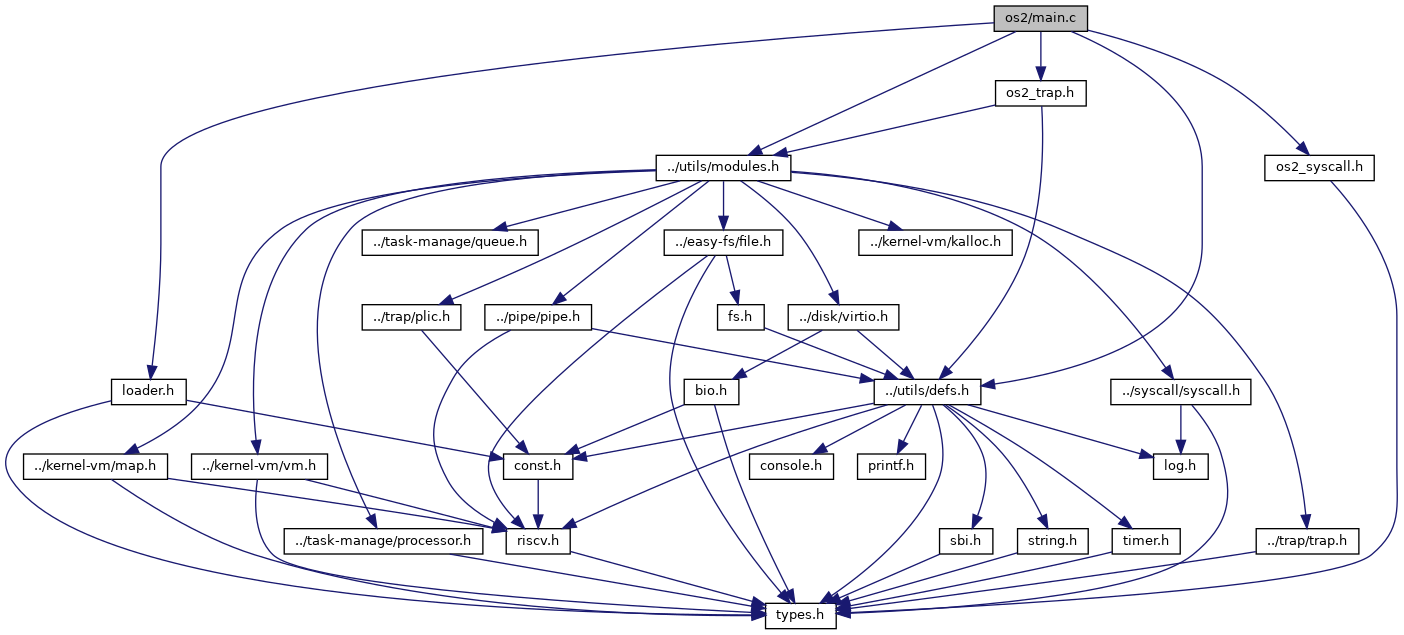 os2/main.c
os2_trap.h
../utils/modules.h
os2_syscall.h
../task-manage/queue.h
../easy-fs/file.h
../kernel-vm/kalloc.h
../trap/plic.h
../pipe/pipe.h
fs.h
../disk/virtio.h
loader.h
bio.h
../utils/defs.h
../syscall/syscall.h
../kernel-vm/map.h
../kernel-vm/vm.h
const.h
console.h
printf.h
log.h
../task-manage/processor.h
riscv.h
sbi.h
string.h
timer.h
../trap/trap.h
types.h